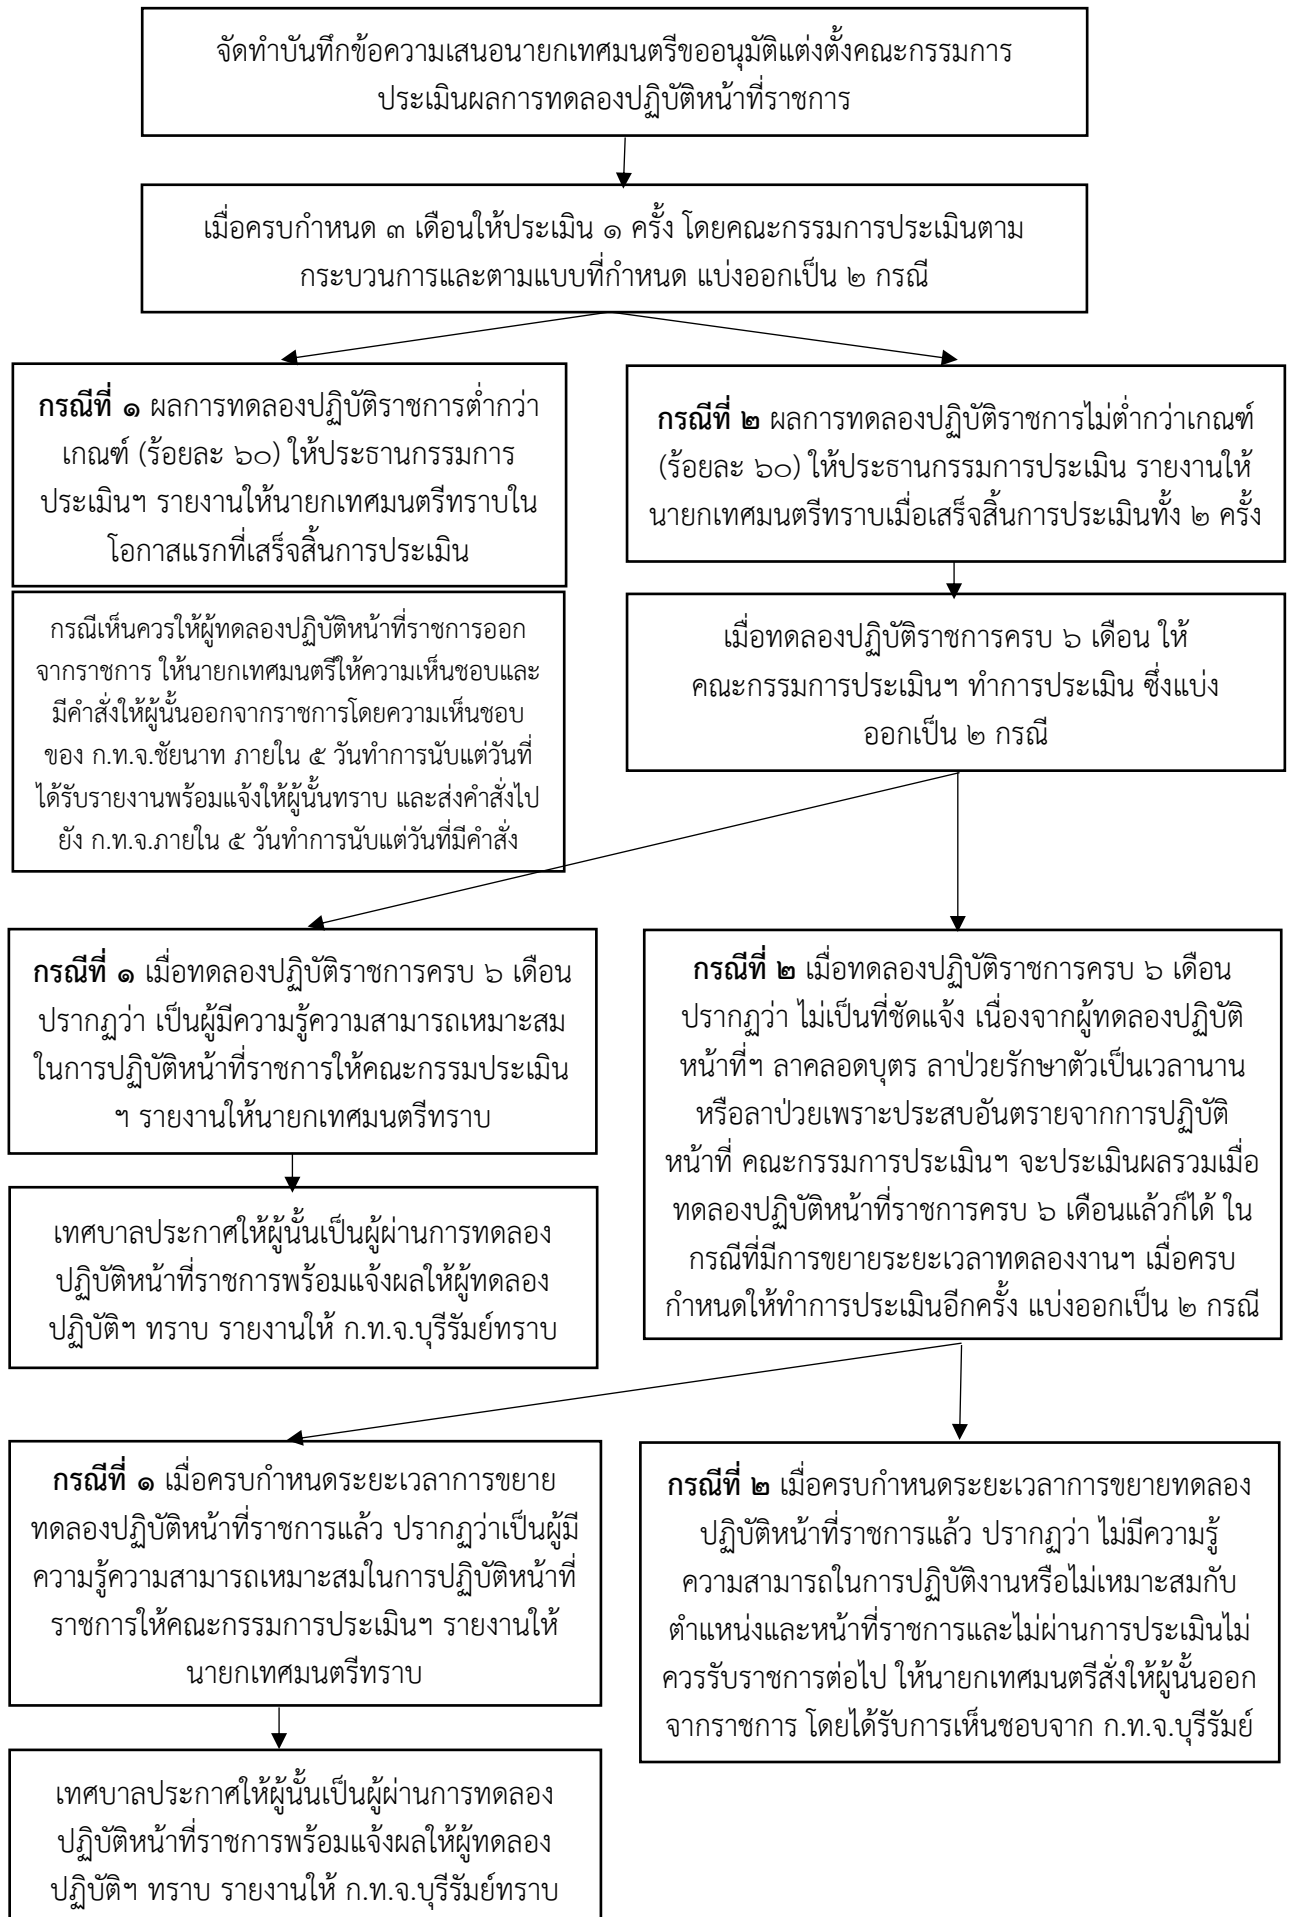 จัดทำบันทึกข้อความเสนอนายกเทศมนตรีขออนุมัติแต่งตั้งคณะกรรมการ
ประเมินผลการทดลองปฏิบัติหน้าที่ราชการ
เมื่อครบกำหนด ๓ เดือนให้ประเมิน ๑ ครั้ง โดยคณะกรรมการประเมินตาม
กระบวนการและตามแบบที่กำหนด แบ่งออกเป็น ๒ กรณี
กรณีที่ ๑ ผลการทดลองปฏิบัติราชการต่ำกว่า
เกณฑ์ (ร้อยละ ๖๐) ให้ประธานกรรมการ
ประเมินฯ รายงานให้นายกเทศมนตรีทราบใน
โอกาสแรกที่เสร็จสิ้นการประเมิน
กรณีที่ ๒ ผลการทดลองปฏิบัติราชการไม่ต่ำกว่าเกณฑ์
(ร้อยละ ๖๐) ให้ประธานกรรมการประเมิน รายงานให้
นายกเทศมนตรีทราบเมื่อเสร็จสิ้นการประเมินทั้ง ๒ ครั้ง
กรณีเห็นควรให้ผู้ทดลองปฏิบัติหน้าที่ราชการออก
จากราชการ ให้นายกเทศมนตรีให้ความเห็นชอบและ
มีคำสั่งให้ผู้นั้นออกจากราชการโดยความเห็นชอบ
ของ ก.ท.จ.ชัยนาท ภายใน ๕ วันทำการนับแต่วันที่
ได้รับรายงานพร้อมแจ้งให้ผู้นั้นทราบ และส่งคำสั่งไป
ยัง ก.ท.จ.ภายใน ๕ วันทำการนับแต่วันที่มีคำสั่ง
เมื่อทดลองปฏิบัติราชการครบ ๖ เดือน ให้
คณะกรรมการประเมินฯ ทำการประเมิน ซึ่งแบ่ง
ออกเป็น ๒ กรณี
กรณีที่ ๑ เมื่อทดลองปฏิบัติราชการครบ ๖ เดือน
ปรากฏว่า เป็นผู้มีความรู้ความสามารถเหมาะสม
ในการปฏิบัติหน้าที่ราชการให้คณะกรรมประเมิน
ฯ รายงานให้นายกเทศมนตรีทราบ
กรณีที่ ๒ เมื่อทดลองปฏิบัติราชการครบ ๖ เดือน
ปรากฏว่า ไม่เป็นที่ชัดแจ้ง เนื่องจากผู้ทดลองปฏิบัติ
หน้าที่ฯ ลาคลอดบุตร ลาป่วยรักษาตัวเป็นเวลานาน
หรือลาป่วยเพราะประสบอันตรายจากการปฏิบัติ
หน้าที่ คณะกรรมการประเมินฯ จะประเมินผลรวมเมื่อ
ทดลองปฏิบัติหน้าที่ราชการครบ ๖ เดือนแล้วก็ได้ ใน
กรณีที่มีการขยายระยะเวลาทดลองงานฯ เมื่อครบ
กำหนดให้ทำการประเมินอีกครั้ง แบ่งออกเป็น ๒ กรณี
เทศบาลประกาศให้ผู้นั้นเป็นผู้ผ่านการทดลอง
ปฏิบัติหน้าที่ราชการพร้อมแจ้งผลให้ผู้ทดลอง
ปฏิบัติฯ ทราบ รายงานให้ ก.ท.จ.บุรีรัมย์ทราบ
กรณีที่ ๑ เมื่อครบกำหนดระยะเวลาการขยาย
ทดลองปฏิบัติหน้าที่ราชการแล้ว ปรากฏว่าเป็นผู้มี
ความรู้ความสามารถเหมาะสมในการปฏิบัติหน้าที่
ราชการให้คณะกรรมการประเมินฯ รายงานให้
นายกเทศมนตรีทราบ
กรณีที่ ๒ เมื่อครบกำหนดระยะเวลาการขยายทดลอง
ปฏิบัติหน้าที่ราชการแล้ว ปรากฏว่า ไม่มีความรู้
ความสามารถในการปฏิบัติงานหรือไม่เหมาะสมกับ
ตำแหน่งและหน้าที่ราชการและไม่ผ่านการประเมินไม่
ควรรับราชการต่อไป ให้นายกเทศมนตรีสั่งให้ผู้นั้นออก
จากราชการ โดยได้รับการเห็นชอบจาก ก.ท.จ.บุรีรัมย์
เทศบาลประกาศให้ผู้นั้นเป็นผู้ผ่านการทดลอง
ปฏิบัติหน้าที่ราชการพร้อมแจ้งผลให้ผู้ทดลอง
ปฏิบัติฯ ทราบ รายงานให้ ก.ท.จ.บุรีรัมย์ทราบ